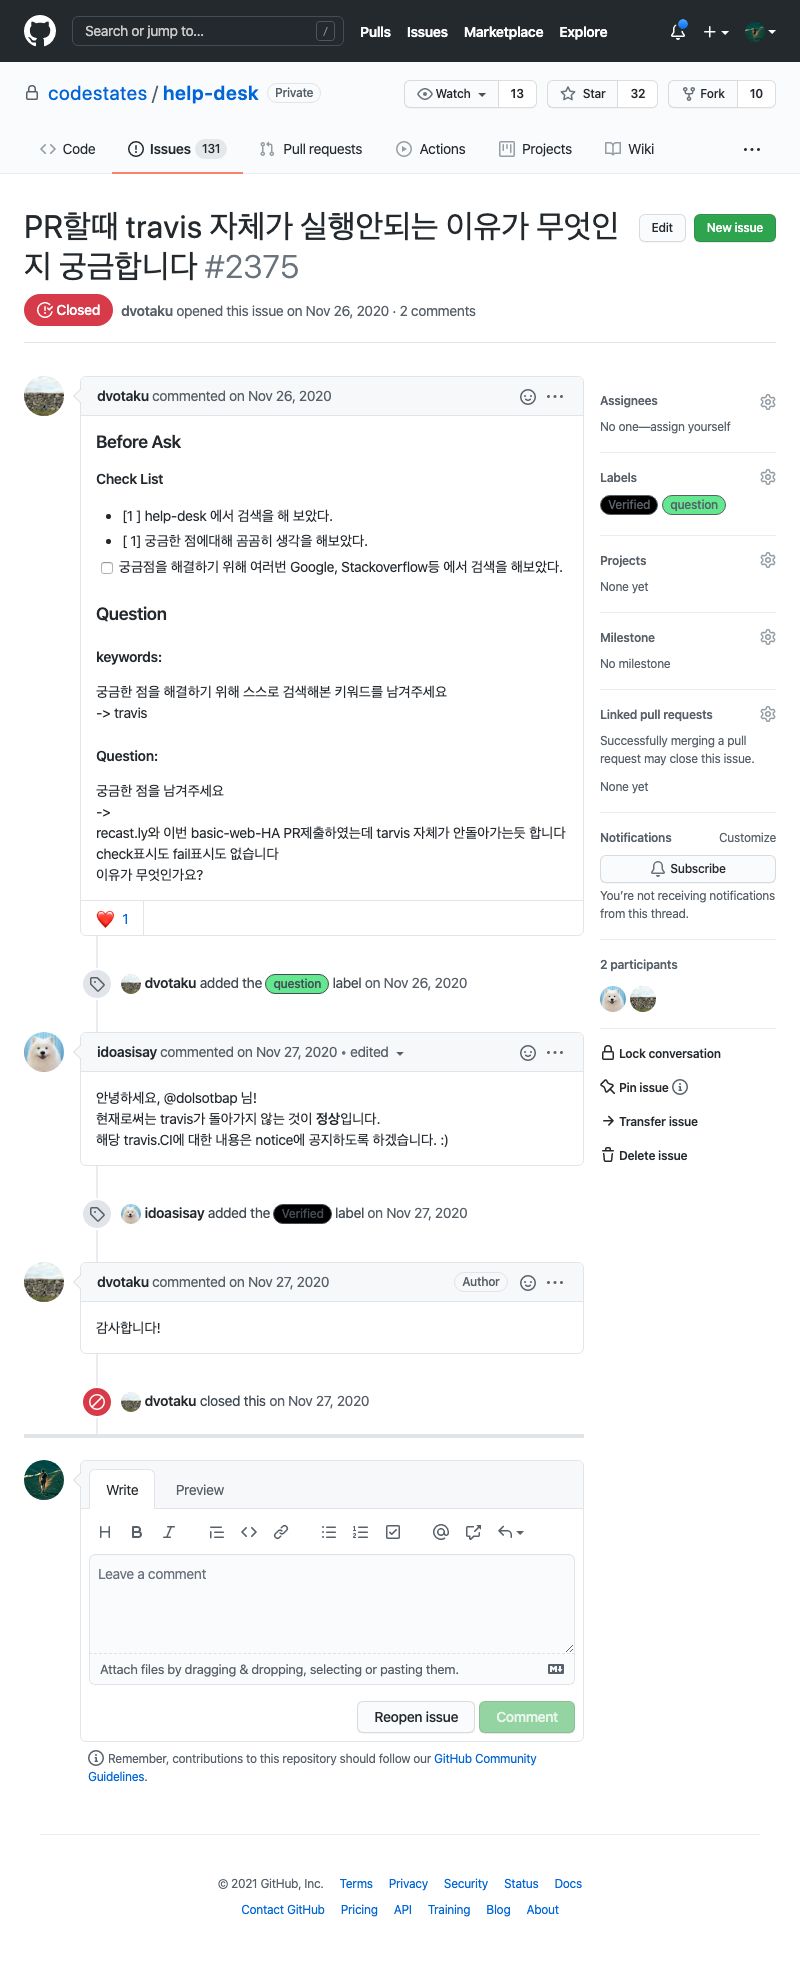 Search or jump to... /
Pulls Issues Marketplace Explore
codestates / help-desk Private
Watch 13 Star 32 Fork 10
Code Issues 131 Pull requests Actions Projects Wiki ...
PR할때 travis 자체가 실행안되는 이유가 무엇인
지 궁금합니다 #2375
Edit New issue
Closed dvotaku opened this issue on Nov 26, 2020 · 2 comments
dvotaku commented on Nov 26, 2020
Before Ask
Check List
• [1 ] help-desk 에서 검색을 해 보았다.
• [ 1] 궁금한 점에대해 곰곰히 생각을 해보았다.
궁금점을 해결하기 위해 여러번 Google, Stackoverflow등 에서 검색을 해보았다.
Question
keywords:
궁금한 점을 해결하기 위해 스스로 검색해본 키워드를 남겨주세요
-> travis
Question:
궁금한 점을 남겨주세요
->
recast.ly와 이번 basic-web-HA PR제출하였는데 tarvis 자체가 안돌아가는듯 합니다
check표시도 fail표시도 없습니다
이유가 무엇인가요?
❤️ 1
dvotaku added the question label on Nov 26, 2020
idoasisay commented on Nov 27, 2020 • edited
안녕하세요, @dolsotbap 님!
현재로써는 travis가 돌아가지 않는 것이 정상입니다.
해당 travis.CI에 대한 내용은 notice에 공지하도록 하겠습니다. :)
idoasisay added the Verified label on Nov 27, 2020
dvotaku commented on Nov 27, 2020 Author
감사합니다!
dvotaku closed this on Nov 27, 2020
Write Preview
H B I
Leave a comment
Attach files by dragging & dropping, selecting or pasting them.
Reopen issue Comment
Remember, contributions to this repository should follow our GitHub Community
Guidelines.
Assignees
No one—assign yourself
Labels
Verified question
Projects
None yet
Milestone
No milestone
Linked pull requests
Successfully merging a pull
request may close this issue.
None yet
Notifications Customize
Subscribe
You're not receiving notifications
from this thread.
2 participants
Lock conversation
Pin issue
Transfer issue
Delete issue
© 2021 GitHub, Inc. Terms Privacy Security Status Docs
Contact GitHub Pricing API Training Blog About